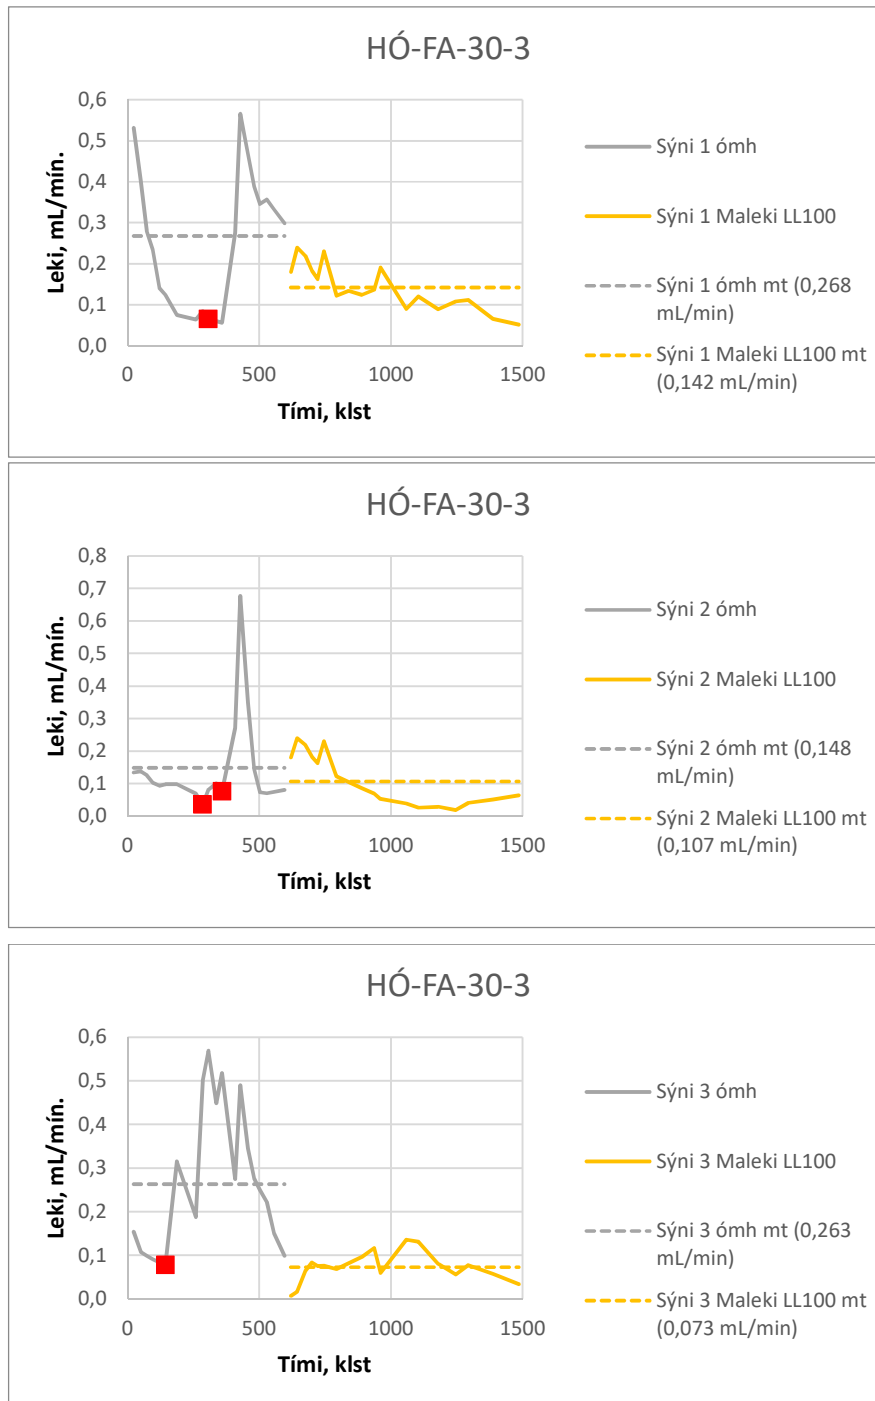 HÓ-FA-30-3
0,6
0,5
0,4
0,3
0,2
0,1
0,0
0 500 1000 1500
Leki, mL/mín.
Tími, klst
Sýni 1 ómh
Sýni 1 Maleki LL100
Sýni 1 ómh mt (0,268
mL/min)
Sýni 1 Maleki LL100 mt
(0,142 mL/min)
HÓ-FA-30-3
0,8
0,7
0,6
0,5
0,4
0,3
0,2
0,1
0,0
0 500 1000 1500
Leki, mL/mín.
Tími, klst
Sýni 2 ómh
Sýni 2 Maleki LL100
Sýni 2 ómh mt (0,148
mL/min)
Sýni 2 Maleki LL100 mt
(0,107 mL/min)
HÓ-FA-30-3
0,6
0,5
0,4
0,3
0,2
0,1
0,0
0 500 1000 1500
Leki, mL/mín.
Tími, klst
Sýni 3 ómh
Sýni 3 Maleki LL100
Sýni 3 ómh mt (0,263
mL/min)
Sýni 3 Maleki LL100 mt
(0,073 mL/min)